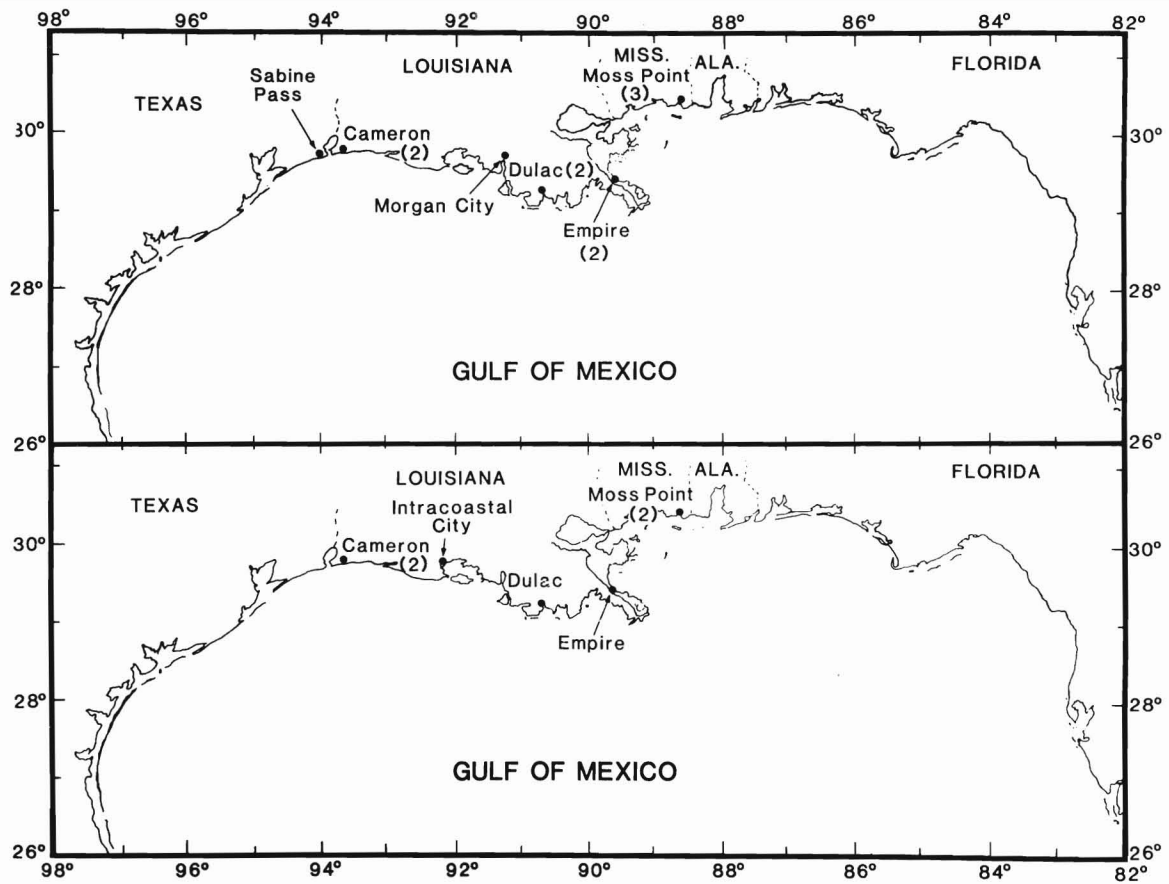 98° 96° 94° 92° 90° 88° 86° 84° 82°
MISS.
ALA.
LOUISIANA
FLORIDA
Sabine
Pass
Moss Point
(3)
TEXAS
30°
30°
Cameron
(2)
Dulac (2)
Morgan City
Empire
(2)
28°
28°
GULF OF MEXICO
26°
26°
LOUISIANA
MISS.
ALA.
FLORIDA
TEXAS
Intracoastal
City
Moss Point
(2)
30°
30°
Cameron
(2)
Dulac
Empire
28°
28°
GULF OF MEXICO
26°
26°
98° 96° 94° 92° 90° 88° 86° 84° 82°